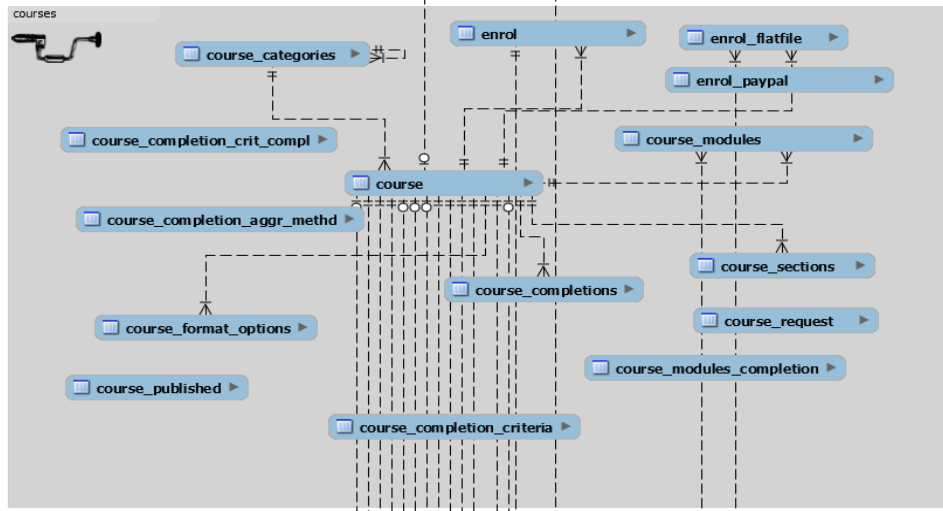 courses
enrol
enrol_flatfile
course_categories
enrol_paypal
course_completion_crit_compl
course_modules
course
course_completion_aggr_methd
course_sections
course_completions
course_format_options
course_request
course_modules_completion
course_published
course_completion_criteria